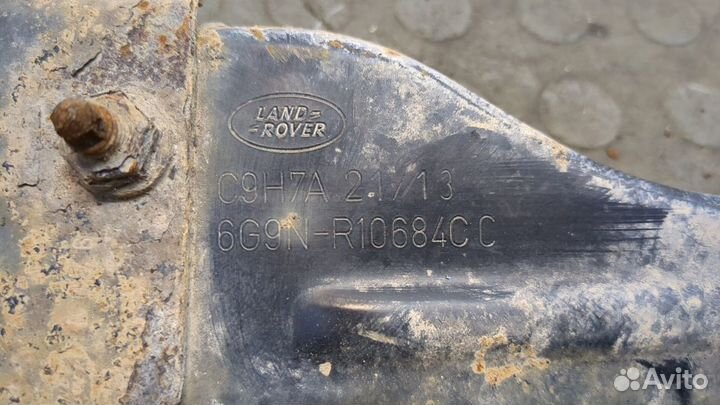 LAND-
-ROVER
C9H7A 21/13
6G9N-R10684CC
Avito